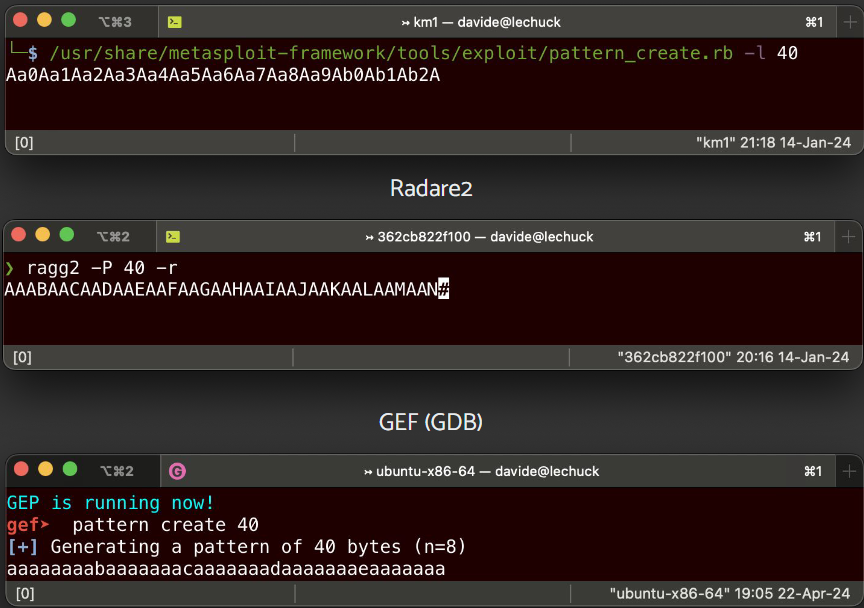 ⌥⌘3 ↣ km1 — davide@lechuck ⌘1 +
└─$ /usr/share/metasploit-framework/tools/exploit/pattern_create.rb -l 40
Aa0Aa1Aa2Aa3Aa4Aa5Aa6Aa7Aa8Aa9Ab0Ab1Ab2A
[0] "km1" 21:18 14-Jan-24
Radare2
⌥⌘2 ↣ 362cb822f100 — davide@lechuck ⌘1 +
❯ ragg2 -P 40 -r
AAABAACAADAAEAAFAAGAAHAAIAAJAAKAALAAMAAN#
[0] "362cb822f100" 20:16 14-Jan-24
GEF (GDB)
⌥⌘2 G ↣ ubuntu-x86-64 — davide@lechuck ⌘1 +
GEP is running now!
gef➤ pattern create 40
[+] Generating a pattern of 40 bytes (n=8)
aaaaaaaabaaaaaaacaaaaaaadaaaaaaaeaaaaaaa
[0] "ubuntu-x86-64" 19:05 22-Apr-24